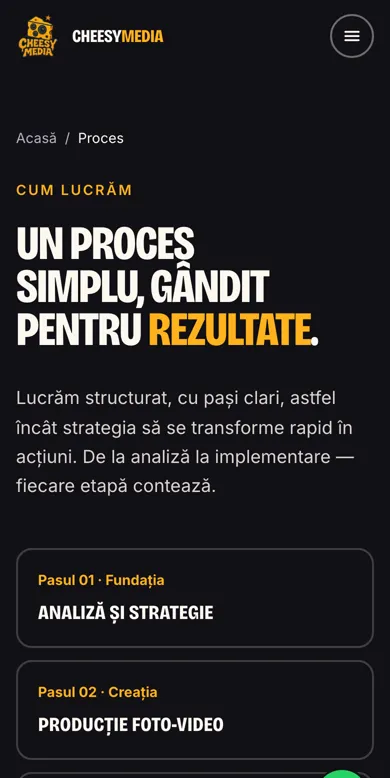 CHEESY
MEDIA
CHEESYMEDIA
Acasă / Proces
CUM LUCRĂM
UN PROCES
SIMPLU, GÂNDIT
PENTRU REZULTATE.
Lucrăm structurat, cu pași clari, astfel
încât strategia să se transforme rapid în
acțiuni. De la analiză la implementare —
fiecare etapă contează.
Pasul 01 · Fundația
ANALIZĂ ȘI STRATEGIE
Pasul 02 · Creația
PRODUCȚIE FOTO-VIDEO